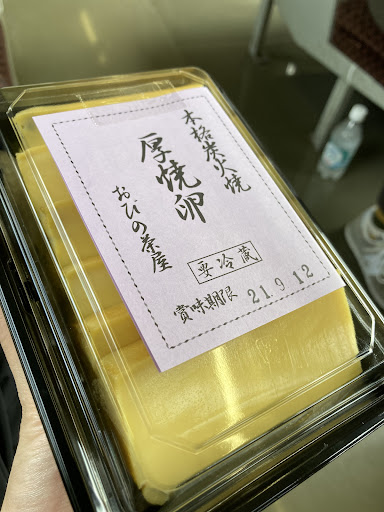 本格炭火焼
厚焼卵
おびの茶屋
要冷蔵
賞味期限 21.9.12